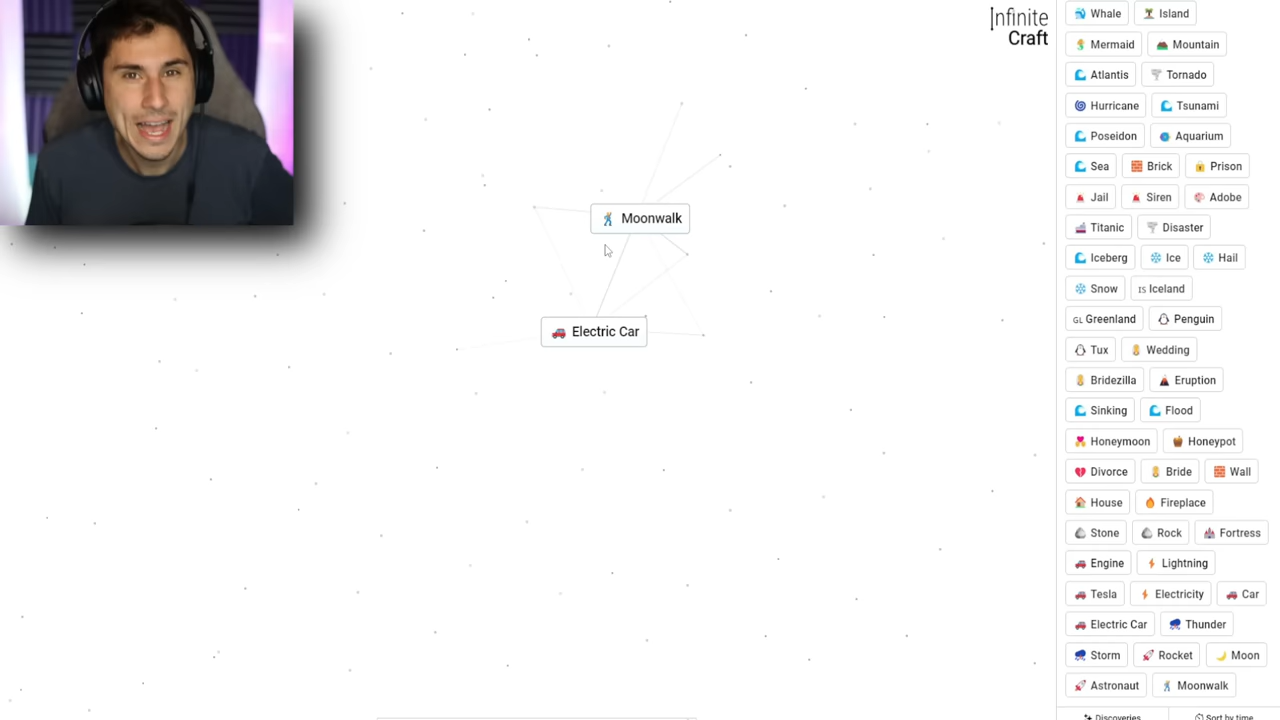 Infinite
Craft
Moonwalk
Electric Car
Whale Island
Mermaid Mountain
Atlantis Tornado
Hurricane Tsunami
Poseidon Aquarium
Sea Brick Prison
Jail Siren Adobe
Titanic Disaster
Iceberg Ice Hail
Snow IS Iceland
GL Greenland Penguin
Tux Wedding
Bridezilla Eruption
Sinking Flood
Honeymoon Honeypot
Divorce Bride Wall
House Fireplace
Stone Rock Fortress
Engine Lightning
Tesla Electricity Car
Electric Car Thunder
Storm Rocket Moon
Astronaut Moonwalk
Discoveries Sort by time